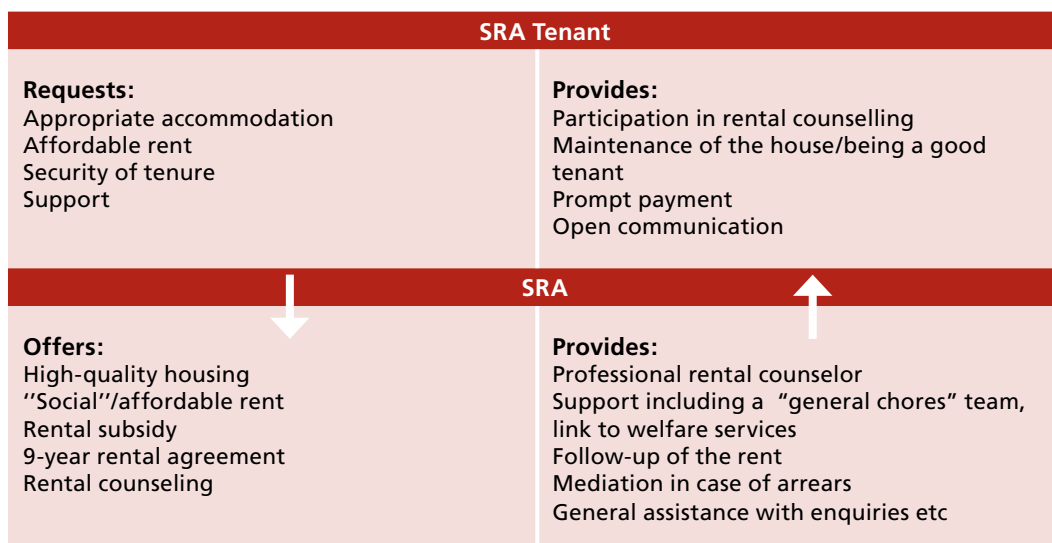 SRA Tenant
Requests:
Appropriate accommodation
Affordable rent
Security of tenure
Support
Provides:
Participation in rental counselling
Maintenance of the house/being a good
tenant
Prompt payment
Open communication
SRA
Offers:
High-quality housing
''Social''/affordable rent
Rental subsidy
9-year rental agreement
Rental counseling
Provides:
Professional rental counselor
Support including a “general chores” team,
link to welfare services
Follow-up of the rent
Mediation in case of arrears
General assistance with enquiries etc